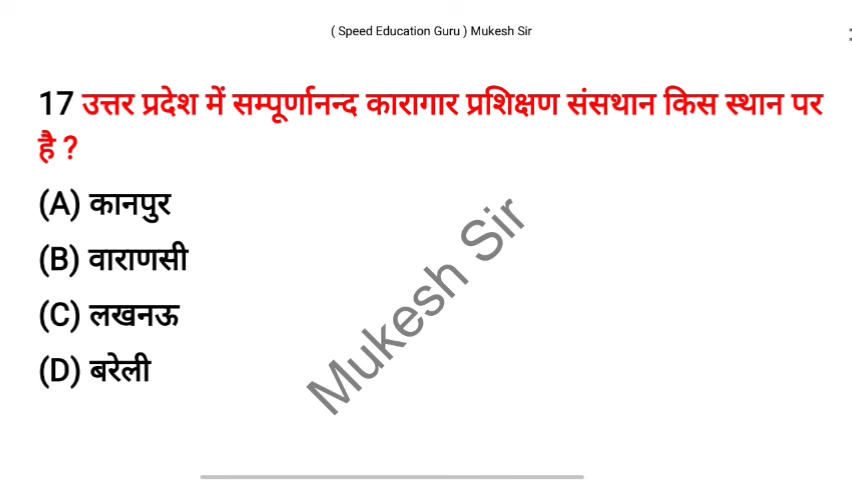 ( Speed Education Guru ) Mukesh Sir
17 उत्तर प्रदेश में सम्पूर्णानन्द कारागार प्रशिक्षण संसथान किस स्थान पर
है ?
(A) कानपुर
(B) वाराणसी
(C) लखनऊ
(D) बरेली
Mukesh Sir